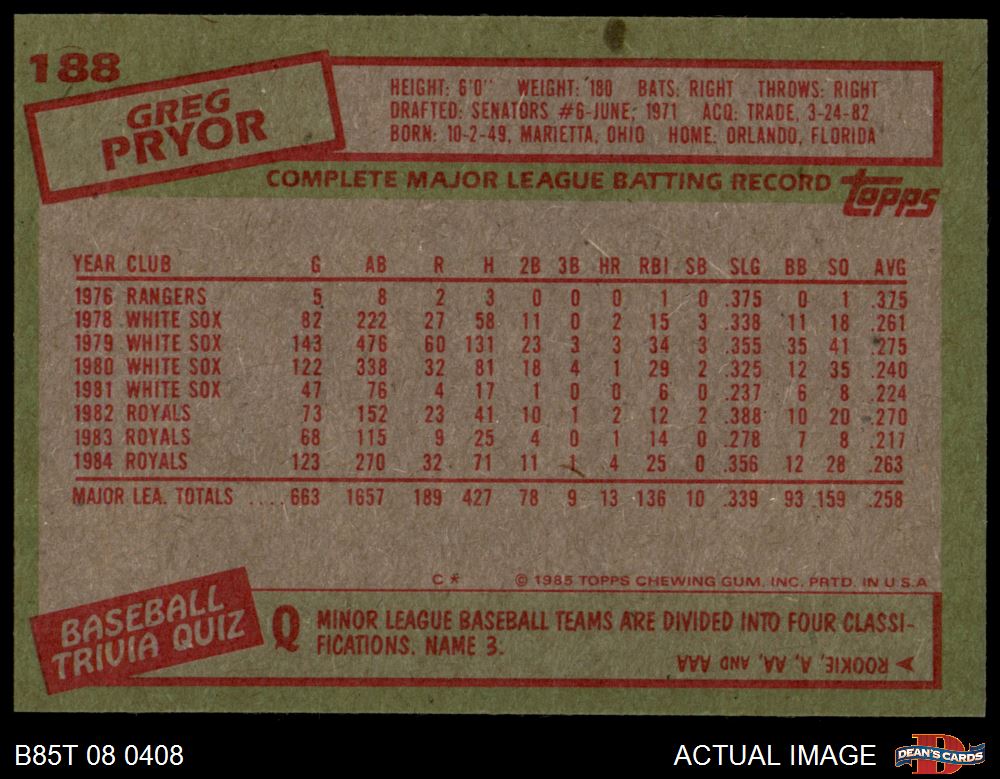 188
GREG
PRYOR
HEIGHT: 6'0" WEIGHT: 180 BATS: RIGHT THROWS: RIGHT
DRAFTED: SENATORS #6-JUNE, 1971 ACQ: TRADE, 3-24-82
BORN: 10-2-49, MARIETTA, OHIO HOME: ORLANDO, FLORIDA
COMPLETE MAJOR LEAGUE BATTING RECORD topps
YEAR CLUB G AB R H 2B 3B HR RBI SB SLG BB SO AVG
1976 RANGERS 5 8 2 3 0 0 0 1 0 .375 0 1 .375
1978 WHITE SOX 82 222 27 58 11 0 2 15 3 .338 11 18 .261
1979 WHITE SOX 143 476 60 131 23 3 3 34 3 .355 35 41 .275
1980 WHITE SOX 122 338 32 81 18 4 1 29 2 .325 12 35 .240
1981 WHITE SOX 47 76 4 17 1 0 0 6 0 .237 6 8 .224
1982 ROYALS 73 152 23 41 10 1 2 12 2 .388 10 20 .270
1983 ROYALS 68 115 9 25 4 0 1 14 0 .278 7 8 .217
1984 ROYALS 123 270 32 71 11 1 4 25 0 .356 12 28 .263
MAJOR LEA. TOTALS .... 663 1657 189 427 78 9 13 136 10 .339 93 159 .258
C* © 1985 TOPPS CHEWING GUM, INC. PRTD. IN U.S.A
BASEBALL
TRIVIA QUIZ
Q MINOR LEAGUE BASEBALL TEAMS ARE DIVIDED INTO FOUR CLASSI-
FICATIONS. NAME 3.
ROOKIE, A, AA, AND AAA
B85T 08 0408 ACTUAL IMAGE DEAN'S CARDS